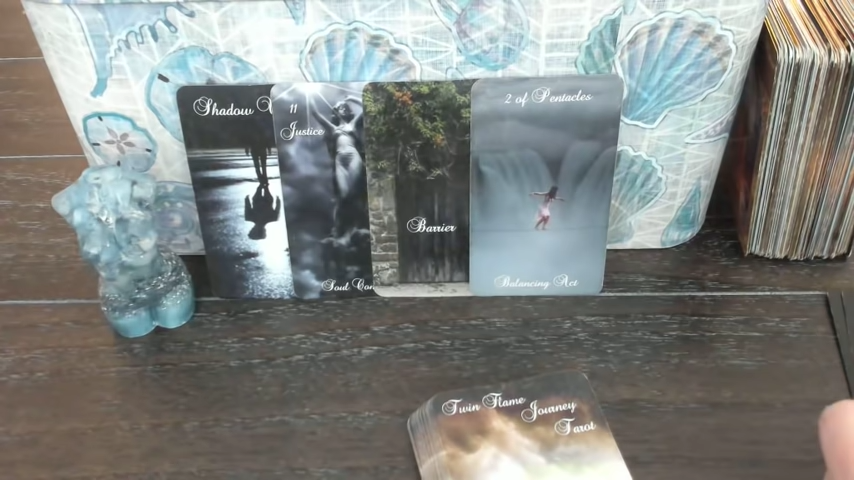 Shadow
11
Justice
Soul
Barrier
2 of Pentacles
Balancing Act
Twin Flame
Journey
Tarot